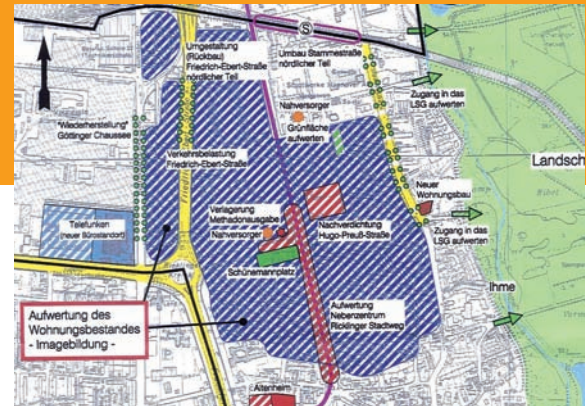 S
Umgestaltung
(Rückbau)
Friedrich-Ebert-Straße
nördlicher Teil
Umbau Stammestraße
nördlicher Teil
Zugang in das
LSG aufwerten
"Wiederherstellung"
Göttinger Chaussee
Nahversorger
Grünfläche
aufwerten
Verkehrsbelastung
Friedrich-Ebert-Straße
Landsch
Neuer
Wohnungsbau
Telefunken
(neuer Bürostandort)
Verlagerung
Methadonausgabe
Nahversorger
Nachverdichtung
Hugo-Preuß-Straße
Zugang in das
LSG aufwerten
Schünemannplatz
Ihme
Aufwertung des
Wohnungsbestandes
- Imagebildung -
Aufwertung
Nebenzentrum
Ricklinger Stadtweg
Altenheim